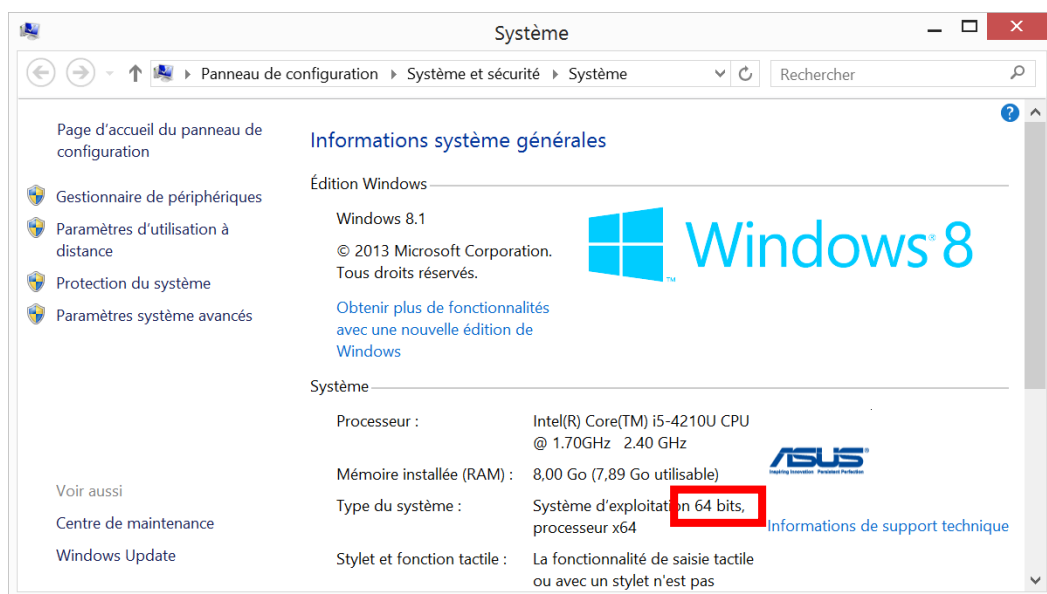 Système
Panneau de configuration ▸ Système et sécurité ▸ Système
Rechercher
Page d'accueil du panneau de
configuration
Gestionnaire de périphériques
Paramètres d'utilisation à
distance
Protection du système
Paramètres système avancés
Voir aussi
Centre de maintenance
Windows Update
Informations système générales
Édition Windows
Windows 8.1
© 2013 Microsoft Corporation.
Tous droits réservés.
Obtenir plus de fonctionnalités
avec une nouvelle édition de
Windows
Windows® 8
™
Système
Processeur : Intel(R) Core(TM) i5-4210U CPU
@ 1.70GHz 2.40 GHz
Mémoire installée (RAM) : 8,00 Go (7,89 Go utilisable)
Type du système : Système d'exploitation 64 bits,
processeur x64
Stylet et fonction tactile : La fonctionnalité de saisie tactile
ou avec un stylet n'est pas
ASUS®
Inspiring Innovation Persistent Perfection
Informations de support technique